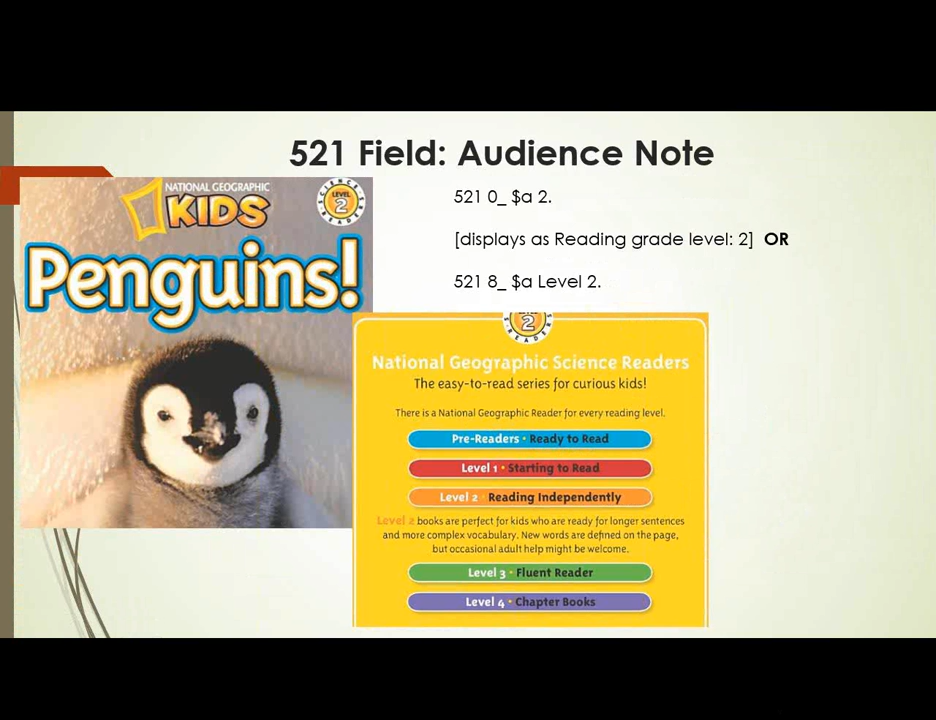 521 Field: Audience Note
521 0_ $a 2.
[displays as Reading grade level: 2] OR
521 8_ $a Level 2.
NATIONAL GEOGRAPHIC
KIDS
SCIENCE
LEVEL
2
READERS
Penguins!
2
READERS
National Geographic Science Readers
The easy-to-read series for curious kids!
There is a National Geographic Reader for every reading level.
Pre-Readers • Ready to Read
Level 1 • Starting to Read
Level 2 • Reading Independently
Level 2 books are perfect for kids who are ready for longer sentences
and more complex vocabulary. New words are defined on the page,
but occasional adult help might be welcome.
Level 3 • Fluent Reader
Level 4 • Chapter Books